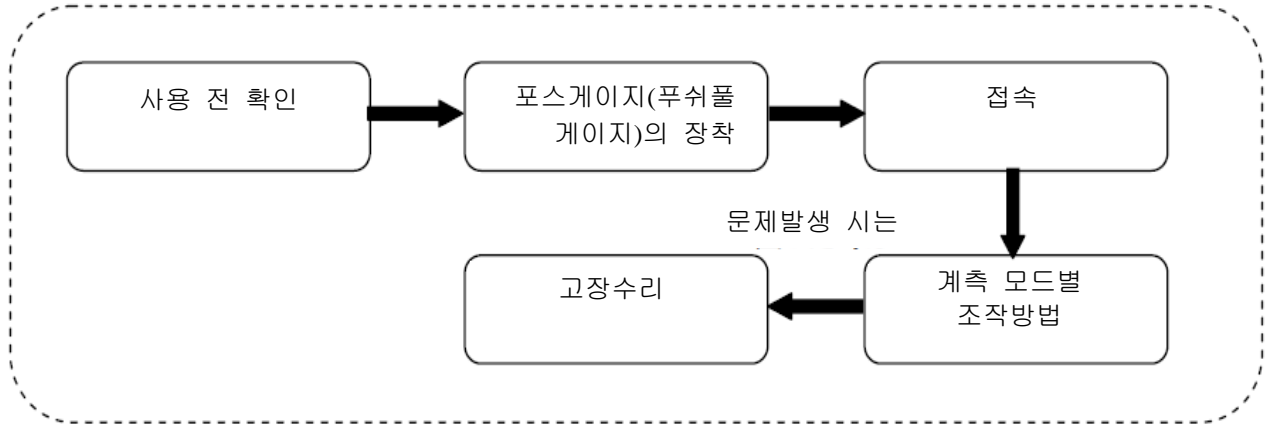 사용 전 확인
포스게이지(푸쉬풀
게이지)의 장착
접속
문제발생 시는
고장수리
계측 모드별
조작방법